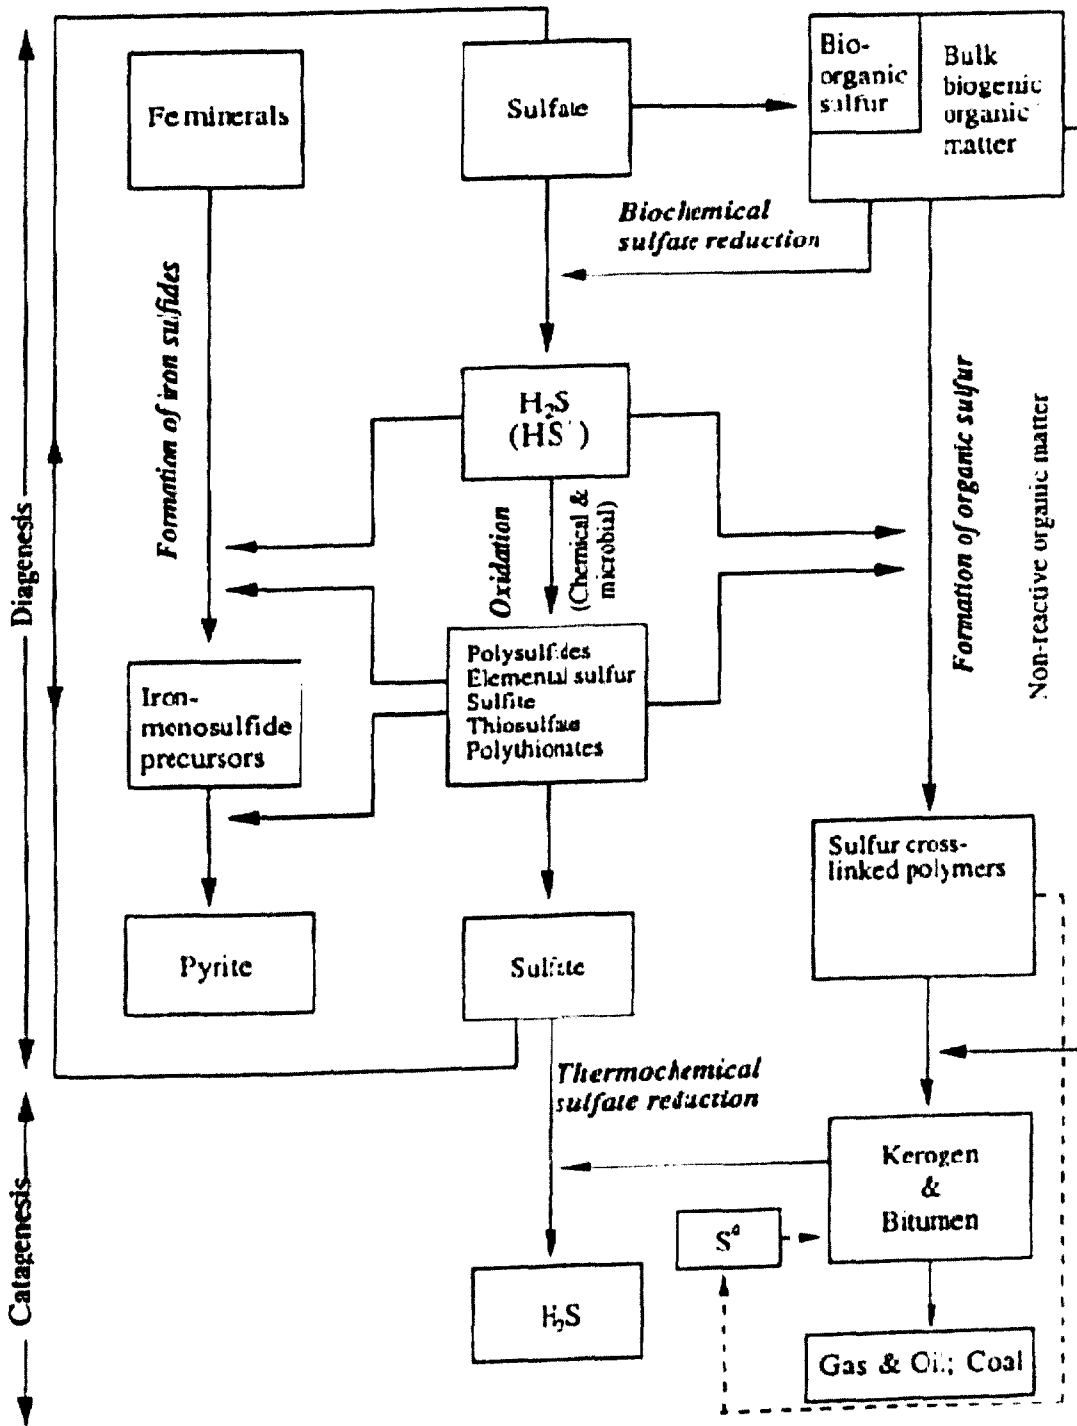 Fe minerals
Sulfate
Bio-
organic
sulfur
Bulk
biogenic
organic
matter
Biochemical
sulfate reduction
Diagenesis
Formation of iron sulfides
H₂S
(HS⁻)
Oxidation
(Chemical &
microbial)
Formation of organic sulfur
Non-reactive organic matter
Iron-
monosulfide
precursors
Polysulfides
Elemental sulfur
Sulfite
Thiosulfate
Polythionates
Sulfur cross-
linked polymers
Pyrite
Sulfate
Thermochemical
sulfate reduction
Catagenesis
Kerogen
&
Bitumen
S⁰
H₂S
Gas & Oil; Coal